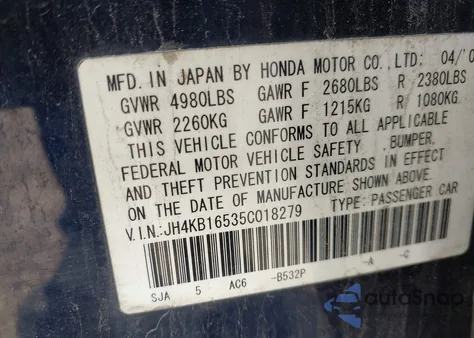 MFD. IN JAPAN BY HONDA MOTOR CO., LTD: 04/0
GVWR 4980LBS GAWR F 2680LBS R 2380LBS
GVWR 2260KG GAWR F 1215KG R 1080KG
THIS VEHICLE CONFORMS TO ALL APPLICABLE
FEDERAL MOTOR VEHICLE SAFETY BUMPER,
AND THEFT PREVENTION STANDARDS IN EFFECT
ON THE DATE OF MANUFACTURE SHOWN ABOVE.
V.I.N:JH4KB16535C018279 TYPE: PASSENGER CAR
SJA 5 AC6 -B532P -A -C
autoSnap